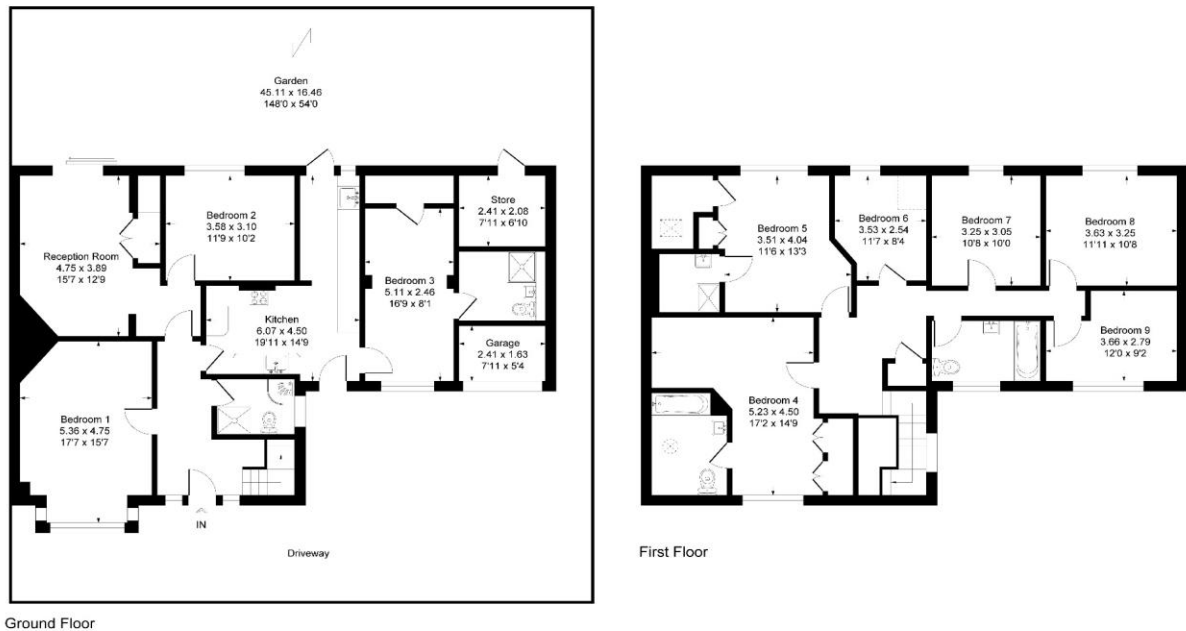 Garden
45.11 x 16.46
148'0 x 54'0
Reception Room
4.75 x 3.89
15'7 x 12'9
Bedroom 2
3.58 x 3.10
11'9 x 10'2
Kitchen
6.07 x 4.50
19'11 x 14'9
Bedroom 3
5.11 x 2.46
16'9 x 8'1
Store
2.41 x 2.08
7'11 x 6'10
Garage
2.41 x 1.63
7'11 x 5'4
Bedroom 1
5.36 x 4.75
17'7 x 15'7
IN
Driveway
Ground Floor
Bedroom 5
3.51 x 4.04
11'6 x 13'3
Bedroom 6
3.53 x 2.54
11'7 x 8'4
Bedroom 7
3.25 x 3.05
10'8 x 10'0
Bedroom 8
3.63 x 3.25
11'11 x 10'8
Bedroom 9
3.66 x 2.79
12'0 x 9'2
Bedroom 4
5.23 x 4.50
17'2 x 14'9
First Floor